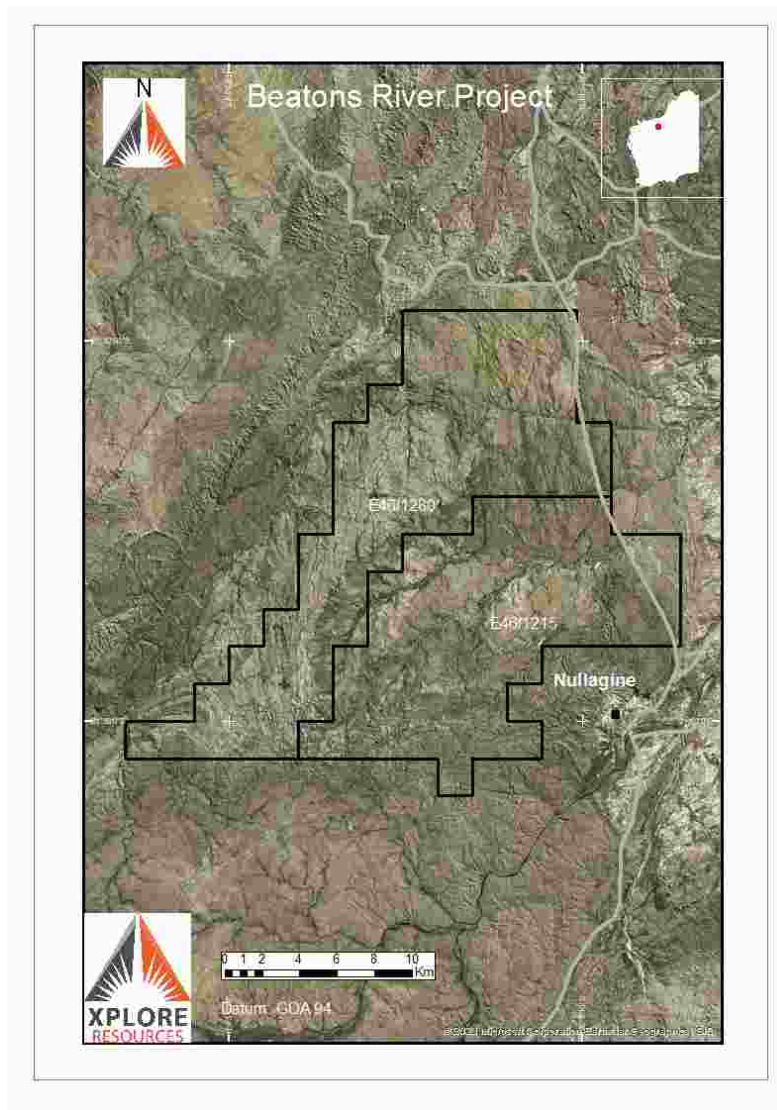 N
Beatons River Project
E46/1280
E46/1215
Nullagine
0 1 2 4 6 8 10
Km
Datum: GDA 94
XPLORE
RESOURCES